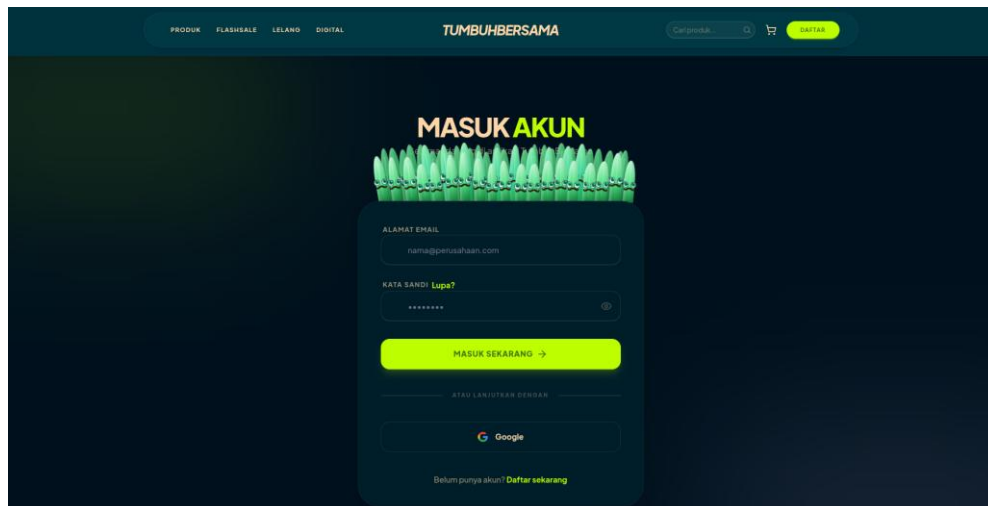 PRODUK FLASHSALE LELANG DIGITAL TUMBUHBERSAMA Cari produk... DAFTAR
MASUK AKUN
ALAMAT EMAIL
nama@perusahaan.com
KATA SANDI Lupa?
MASUK SEKARANG →
ATAU LANJUTKAN DENGAN
Google
Belum punya akun? Daftar sekarang